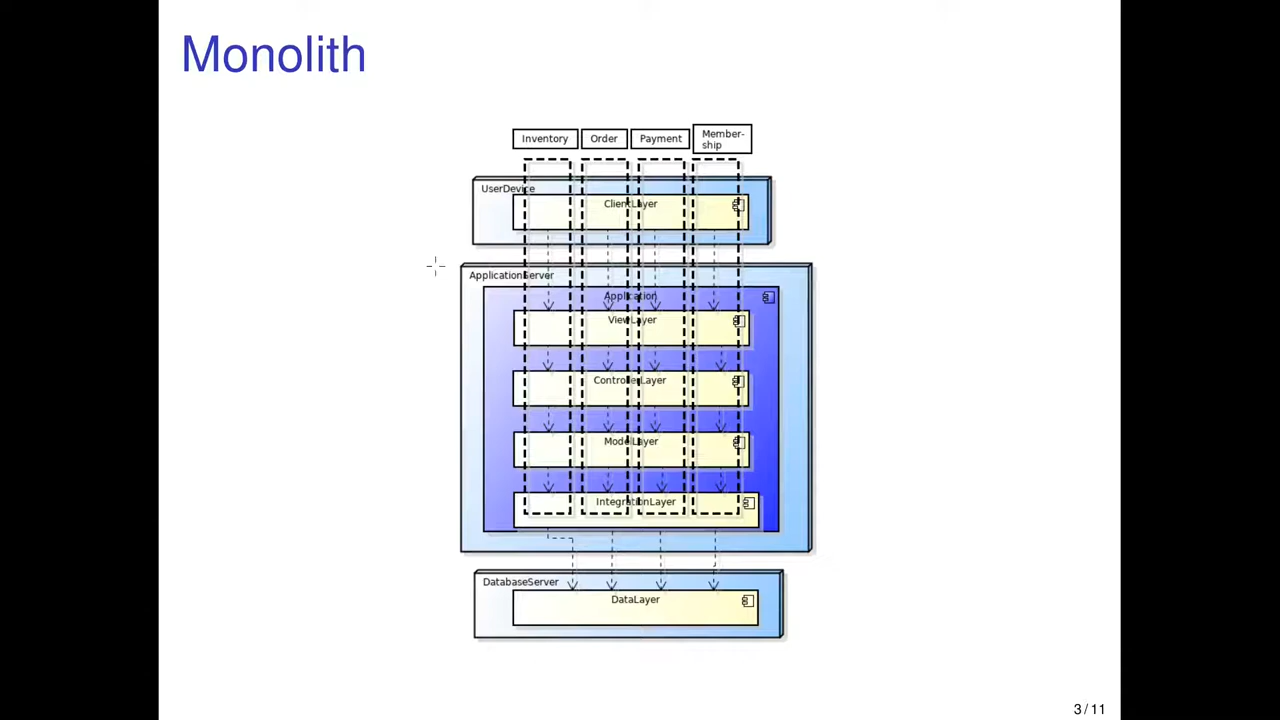 Monolith
Inventory
Order
Payment
Member-
ship
UserDevice
ClientLayer
ApplicationServer
Application
ViewLayer
ControllerLayer
ModelLayer
IntegrationLayer
DatabaseServer
DataLayer
3 / 11